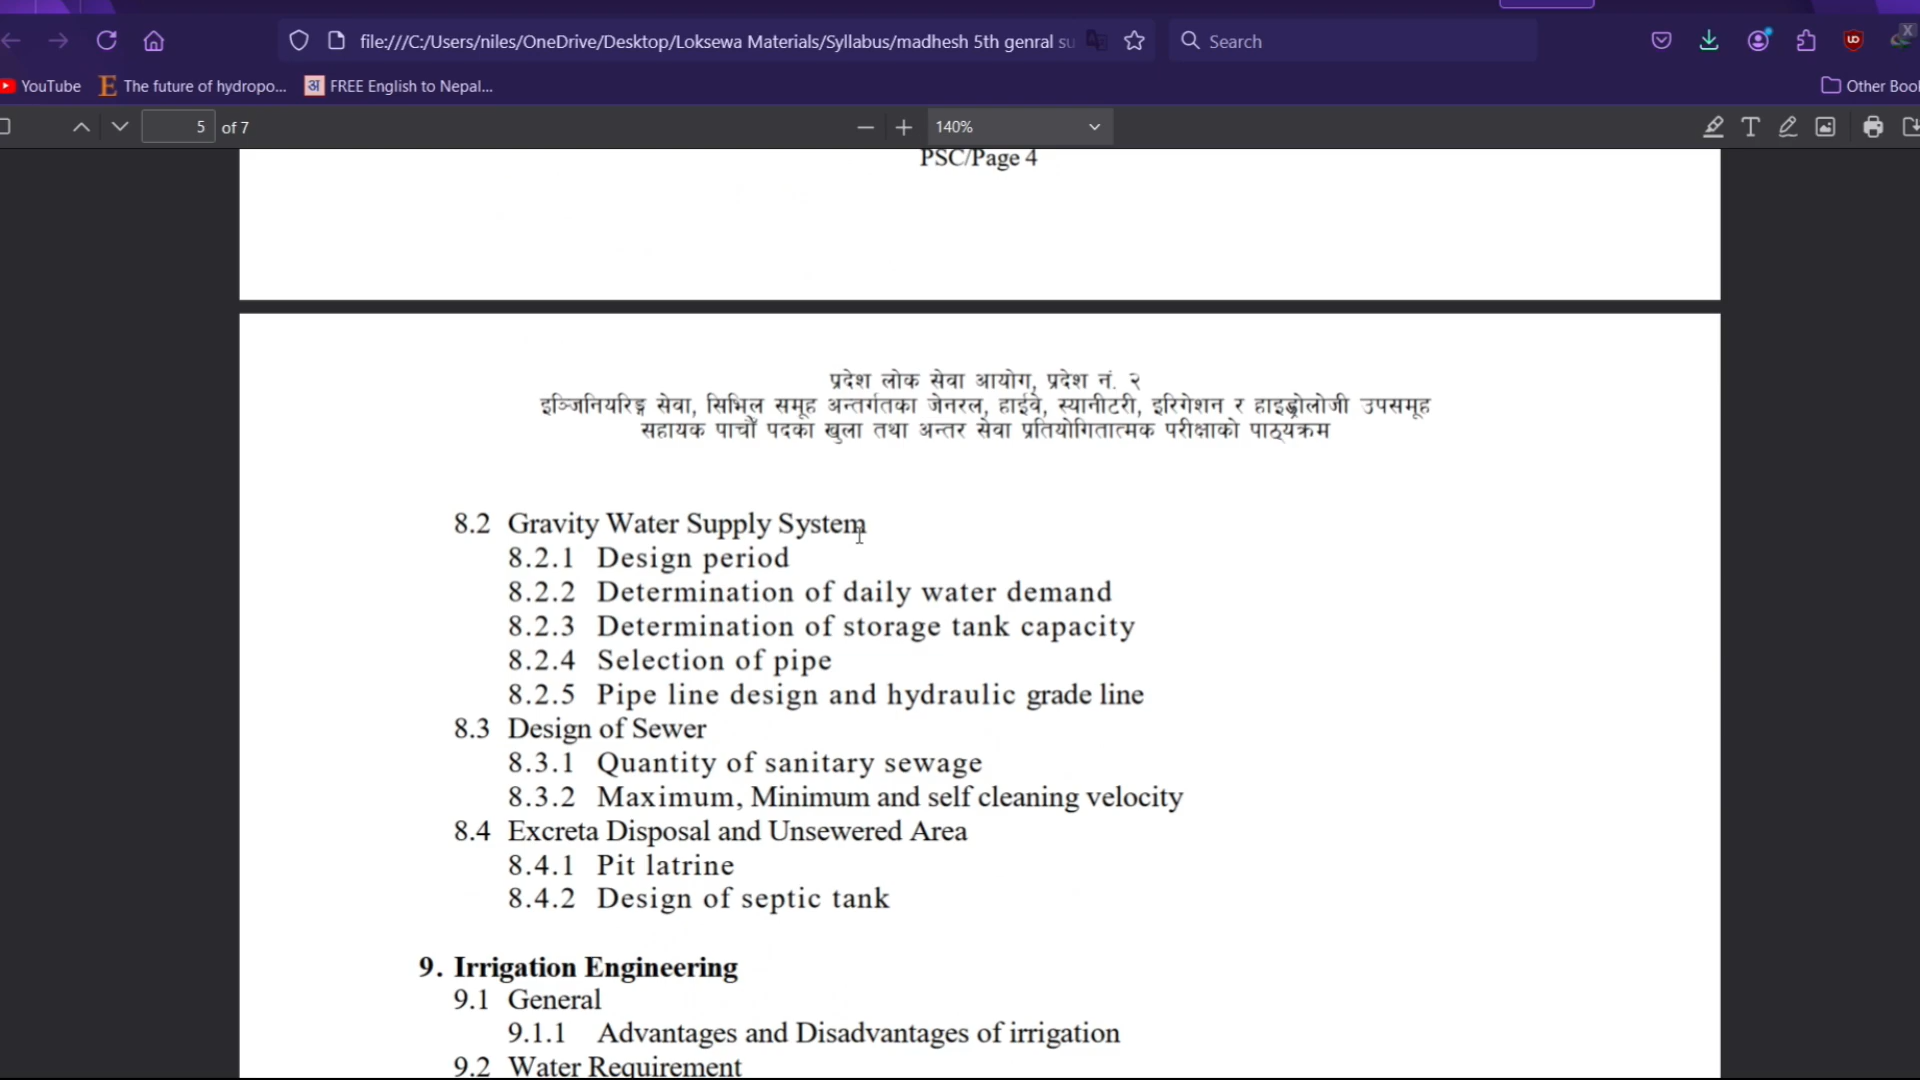 file:///C:/Users/niles/OneDrive/Desktop/Loksewa Materials/Syllabus/madhesh 5th genral su
Search
YouTube
The future of hydropo...
अ FREE English to Nepal...
Other Book
5 of 7
140%
PSC/Page 4
प्रदेश लोक सेवा आयोग, प्रदेश नं. २
इञ्जिनियरिङ्ग सेवा, सिभिल समूह अन्तर्गतका जेनरल, हाईवे, स्यानीटरी, इरिगेशन र हाइड्रोलोजी उपसमूह
सहायक पाचौँ पदका खुला तथा अन्तर सेवा प्रतियोगितात्मक परीक्षाको पाठ्यक्रम
8.2 Gravity Water Supply System
8.2.1 Design period
8.2.2 Determination of daily water demand
8.2.3 Determination of storage tank capacity
8.2.4 Selection of pipe
8.2.5 Pipe line design and hydraulic grade line
8.3 Design of Sewer
8.3.1 Quantity of sanitary sewage
8.3.2 Maximum, Minimum and self cleaning velocity
8.4 Excreta Disposal and Unsewered Area
8.4.1 Pit latrine
8.4.2 Design of septic tank
9. Irrigation Engineering
9.1 General
9.1.1 Advantages and Disadvantages of irrigation
9.2 Water Requirement